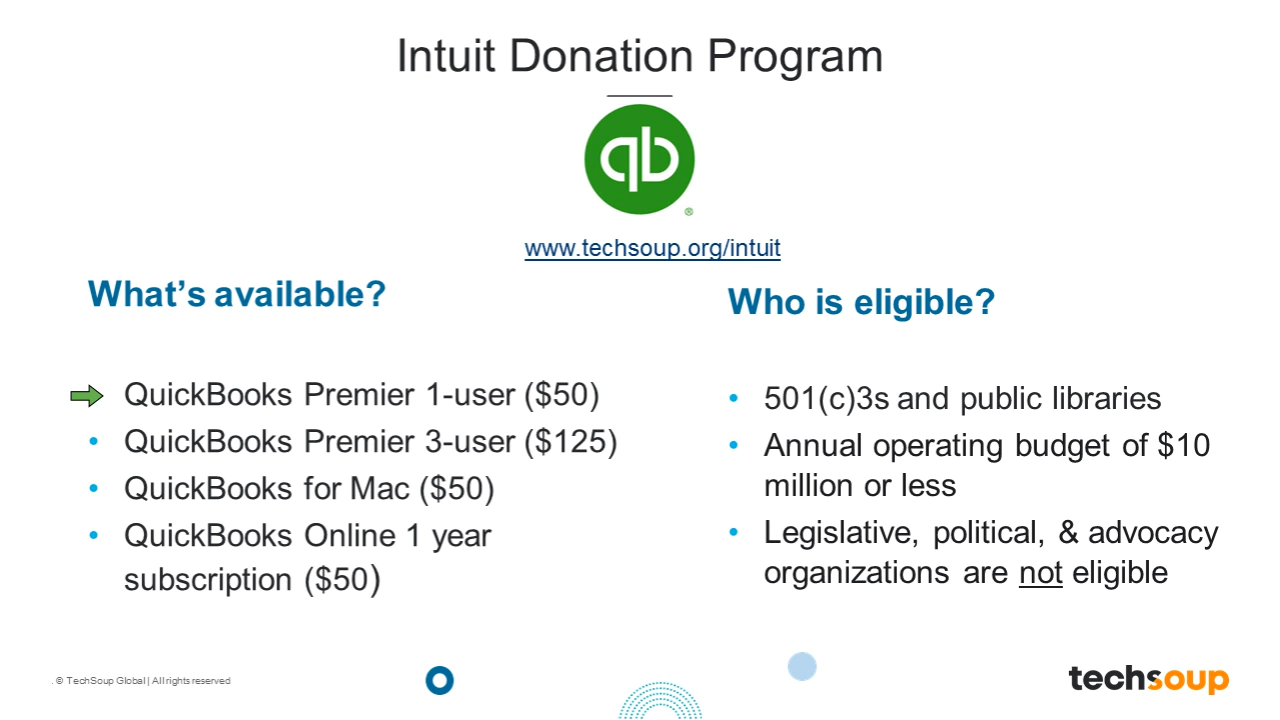 Intuit Donation Program
qb
®
www.techsoup.org/intuit
What’s available?
QuickBooks Premier 1-user ($50)
• QuickBooks Premier 3-user ($125)
• QuickBooks for Mac ($50)
• QuickBooks Online 1 year
subscription ($50)
Who is eligible?
• 501(c)3s and public libraries
• Annual operating budget of $10
million or less
• Legislative, political, & advocacy
organizations are not eligible
. © TechSoup Global | All rights reserved
techsoup